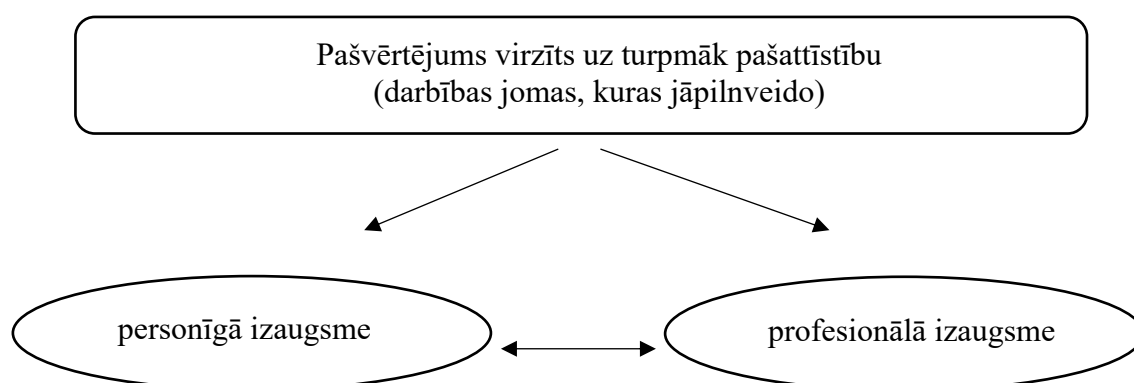 Pašvērtējums virzīts uz turpmāk pašattīstību
(darbības jomas, kuras jāpilnveido)
personīgā izaugsme
profesionālā izaugsme